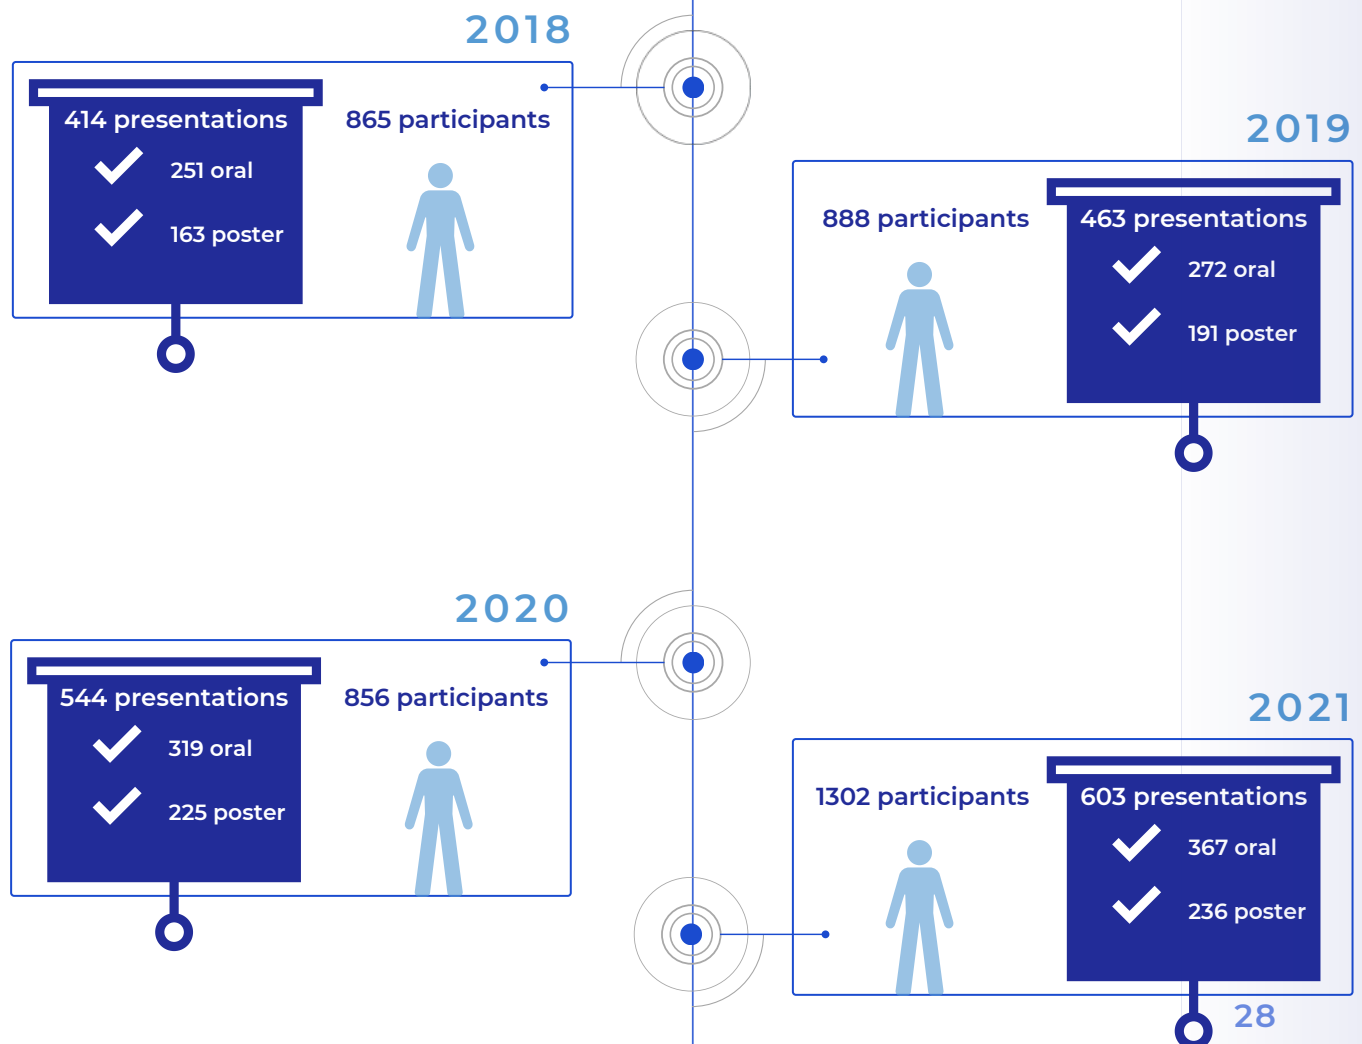 2018
414 presentations
251 oral
163 poster
865 participants
2019
888 participants
463 presentations
272 oral
191 poster
2020
544 presentations
319 oral
225 poster
856 participants
2021
1302 participants
603 presentations
367 oral
236 poster
28